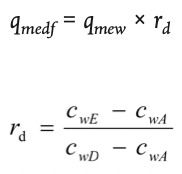 q_medf = q_mew × r_d
r_d = (c_wE − c_wA) / (c_wD − c_wA)